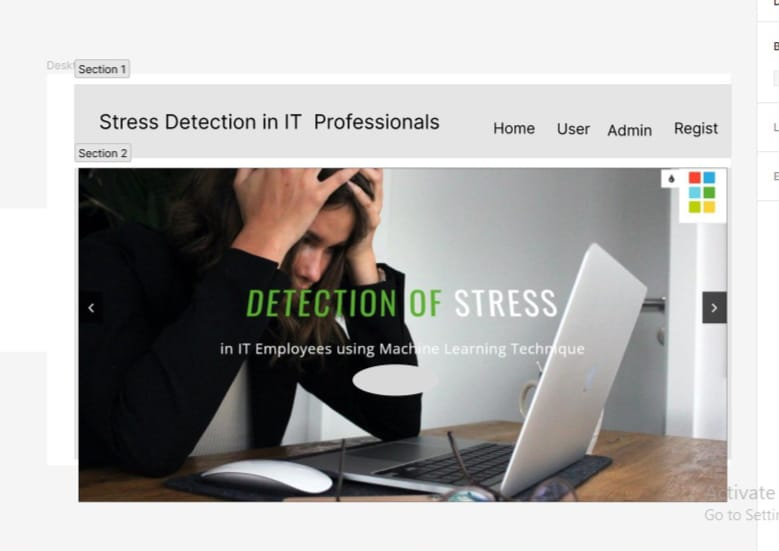 Deskt
Section 1
Stress Detection in IT Professionals
Home User Admin Regist
Section 2
DETECTION OF STRESS
in IT Employees using Machine Learning Technique
Activate
Go to Settin